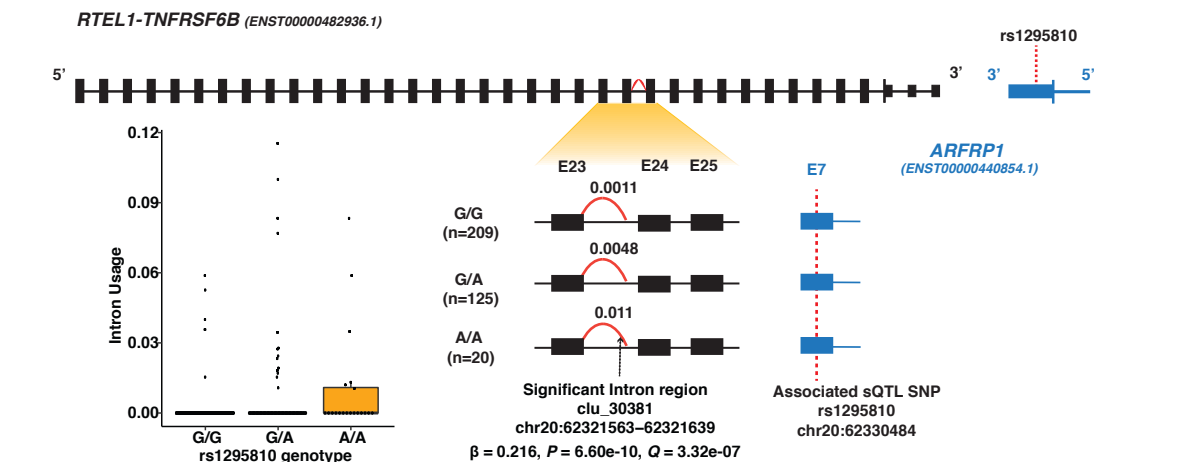 RTEL1-TNFRSF6B (ENST00000482936.1)
rs1295810
5’
3’
3’
5’
ARFRP1
(ENST00000440854.1)
0.12
0.09
0.06
0.03
0.00
Intron Usage
G/G
G/A
A/A
rs1295810 genotype
E23
E24
E25
E7
0.0011
G/G
(n=209)
0.0048
G/A
(n=125)
0.011
A/A
(n=20)
Significant Intron region
clu_30381
chr20:62321563–62321639
β = 0.216, P = 6.60e-10, Q = 3.32e-07
Associated sQTL SNP
rs1295810
chr20:62330484